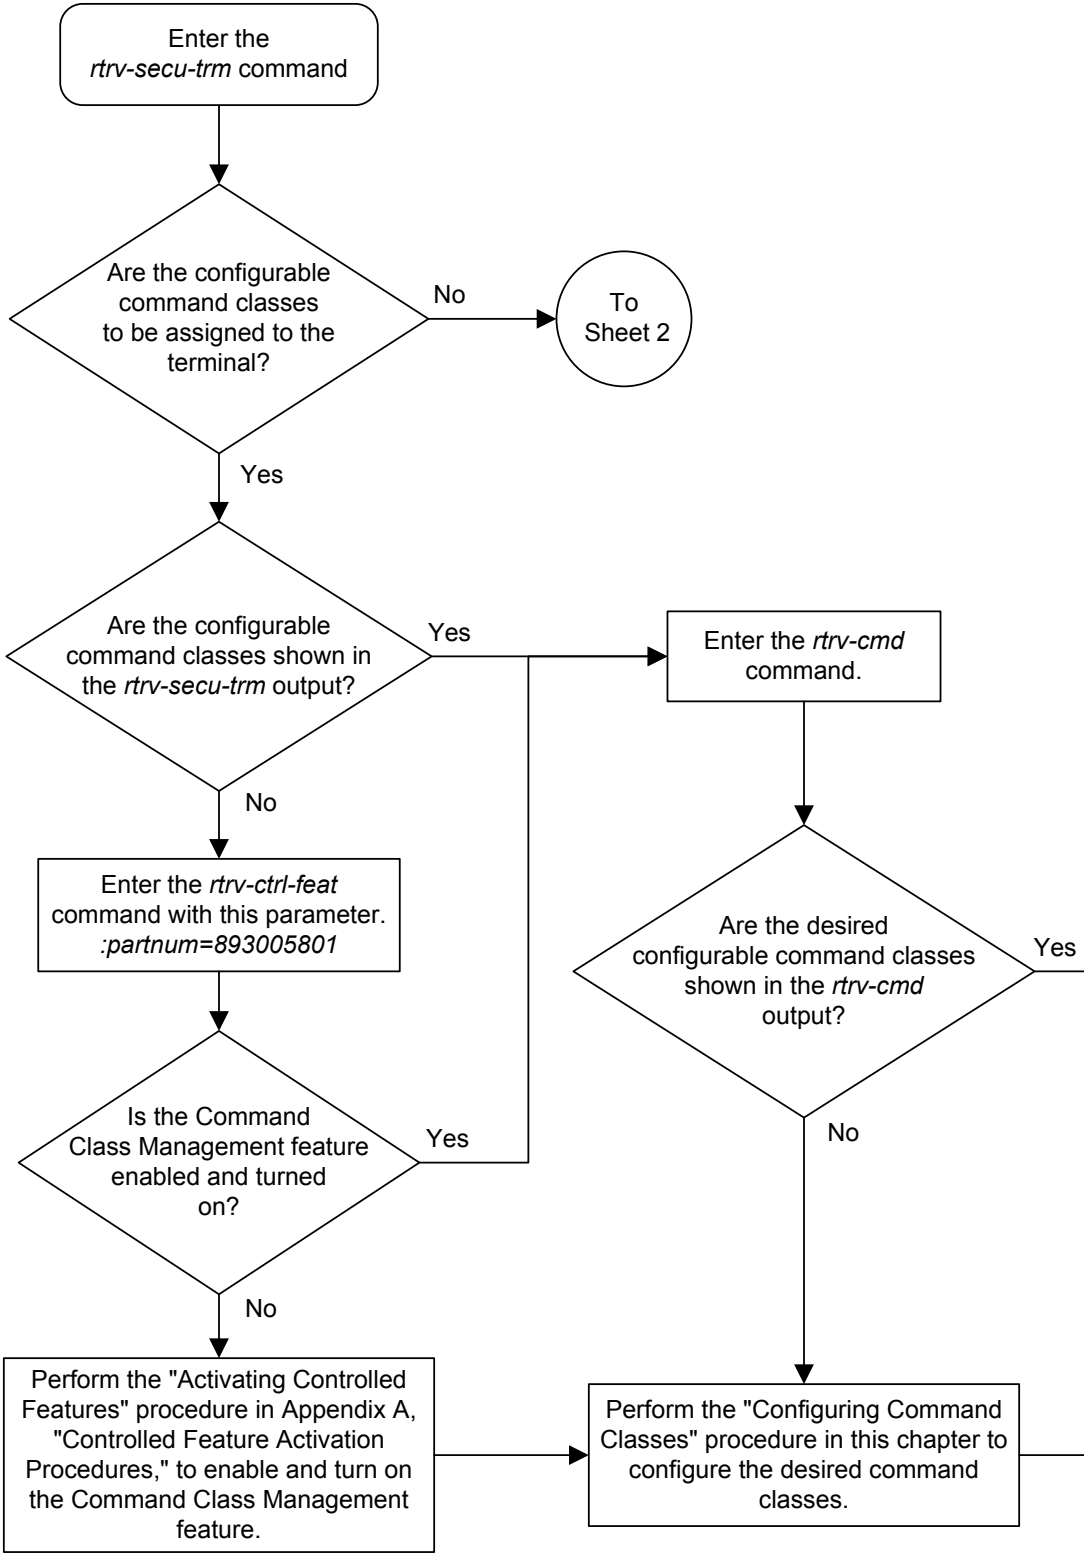 Enter the
rtrv-secu-trm command
Are the configurable
command classes
to be assigned to the
terminal?
No
To
Sheet 2
Yes
Are the configurable
command classes shown in
the rtrv-secu-trm output?
Yes
Enter the rtrv-cmd
command.
No
Enter the rtrv-ctrl-feat
command with this parameter.
:partnum=893005801
Are the desired
configurable command classes
shown in the rtrv-cmd
output?
Yes
Is the Command
Class Management feature
enabled and turned
on?
Yes
No
No
Perform the "Activating Controlled
Features" procedure in Appendix A,
"Controlled Feature Activation
Procedures," to enable and turn on
the Command Class Management
feature.
Perform the "Configuring Command
Classes" procedure in this chapter to
configure the desired command
classes.